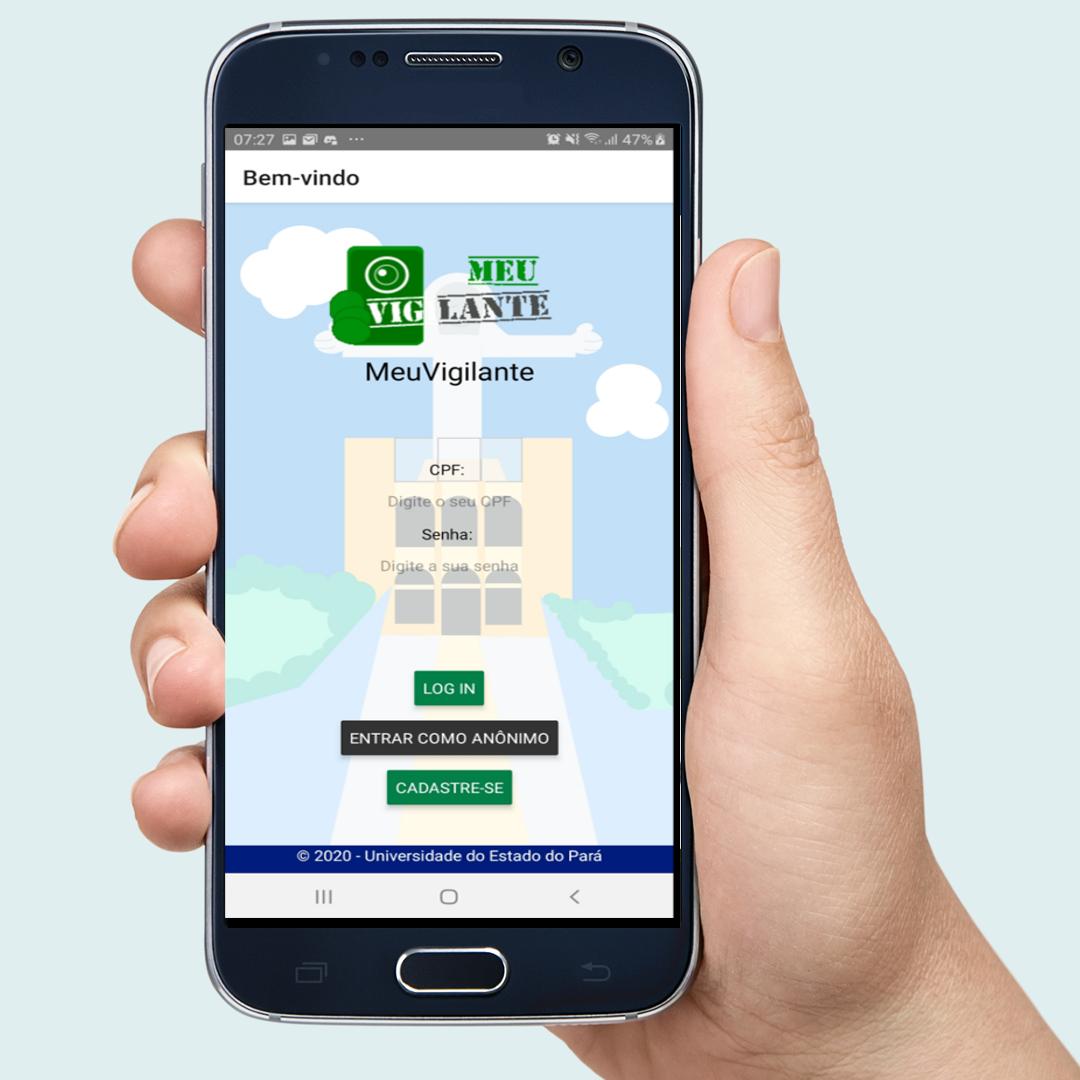 07:27 ... 47%
Bem-vindo
MEU
VIG LANTE
MeuVigilante
CPF:
Digite o seu CPF
Senha:
Digite a sua senha
LOG IN
ENTRAR COMO ANÔNIMO
CADASTRE-SE
© 2020 - Universidade do Estado do Pará